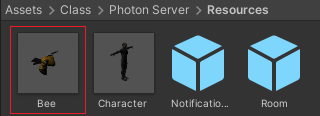 Assets > Class > Photon Server > Resources
Bee Character Notificatio... Room